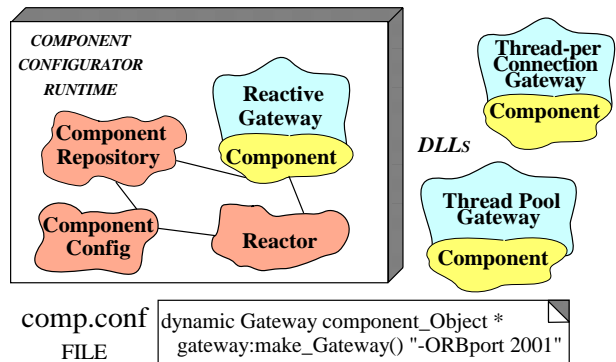 COMPONENT
CONFIGURATOR
RUNTIME
Reactive
Gateway
Component
Component
Repository
Component
Config
Reactor
Thread-per
Connection
Gateway
Component
DLLs
Thread Pool
Gateway
Component
comp.conf
FILE
dynamic Gateway component_Object *
gateway:make_Gateway() "-ORBport 2001"